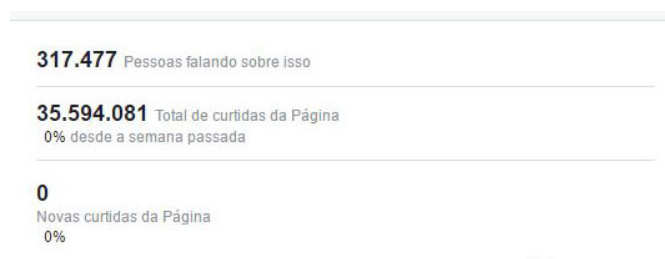 317.477 Pessoas falando sobre isso
35.594.081 Total de curtidas da Página
0% desde a semana passada
0
Novas curtidas da Página
0%